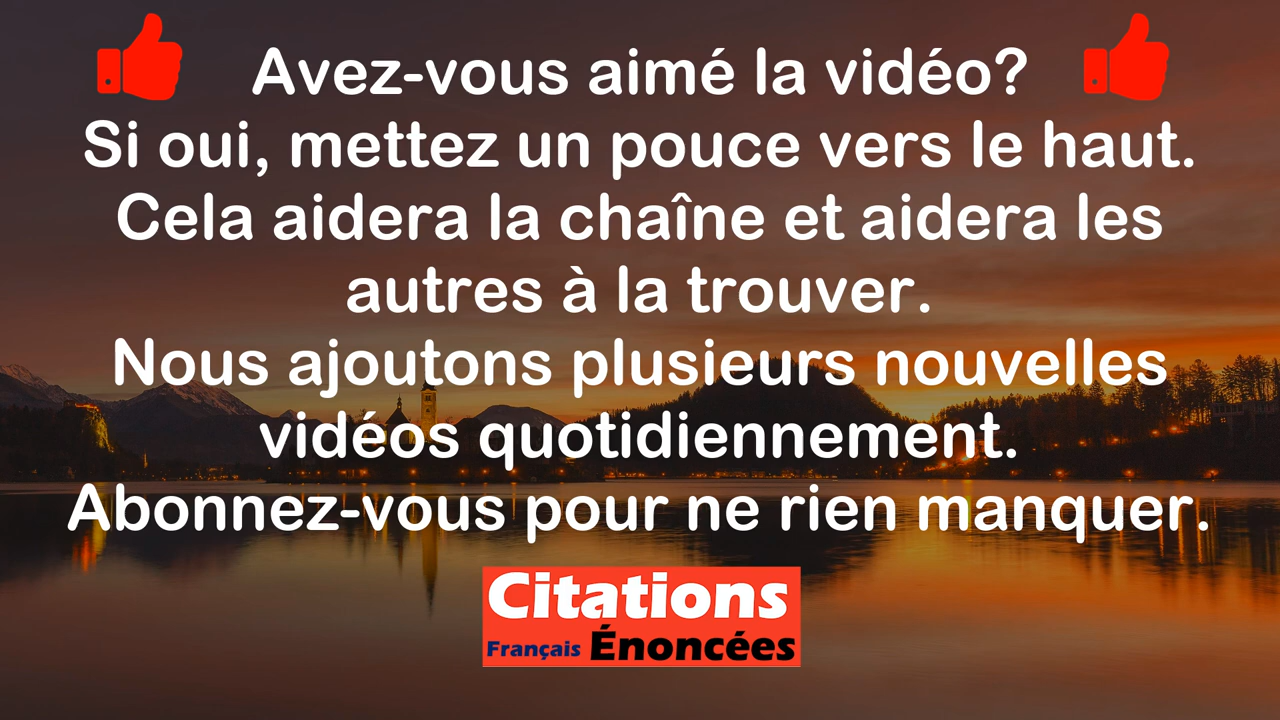 Avez-vous aimé la vidéo?
Si oui, mettez un pouce vers le haut.
Cela aidera la chaîne et aidera les
autres à la trouver.
Nous ajoutons plusieurs nouvelles
vidéos quotidiennement.
Abonnez-vous pour ne rien manquer.
Citations
Français Énoncées